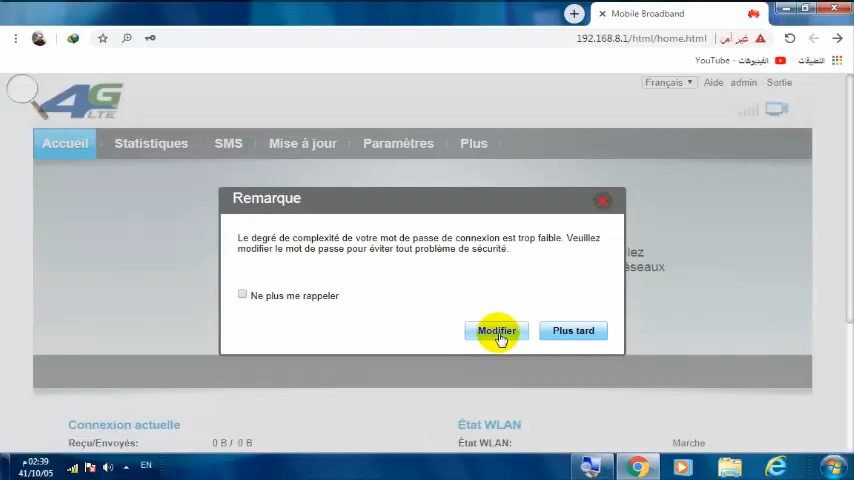 Mobile Broadband
192.168.8.1/html/home.html
غير آمن
الفيديوهات - YouTube
التطبيقات
4G LTE
Français
Aide
admin
Sortie
Accueil
Statistiques
SMS
Mise à jour
Paramètres
Plus
Remarque
Le degré de complexité de votre mot de passe de connexion est trop faible. Veuillez
modifier le mot de passe pour éviter tout problème de sécurité.
llez
éseaux
Ne plus me rappeler
Modifier
Plus tard
Connexion actuelle
État WLAN
Reçu/Envoyés:
0 B / 0 B
État WLAN:
Marche
02:39 م
41/10/05
EN